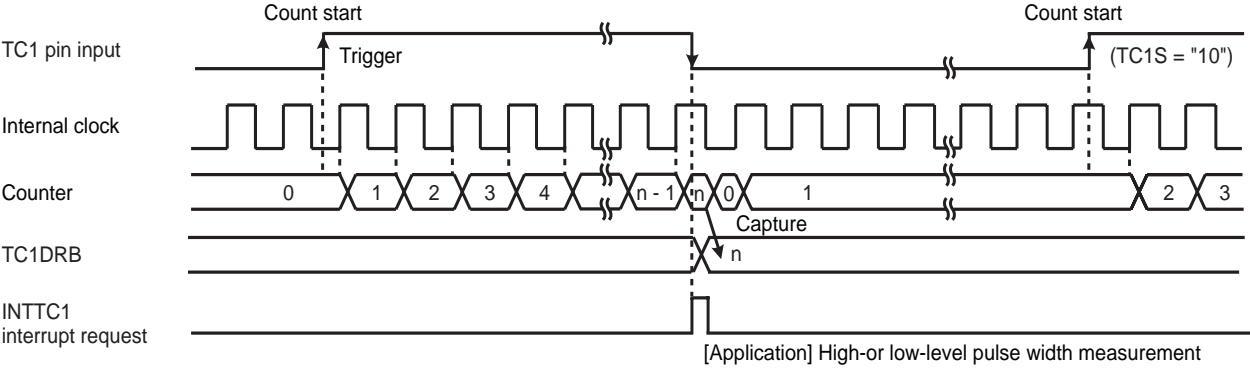 Count start Count start
TC1 pin input
Trigger (TC1S = "10")
Internal clock
Counter 0 1 2 3 4 n - 1 n 0 1 2 3
Capture
TC1DRB n
INTTC1
interrupt request
[Application] High-or low-level pulse width measurement